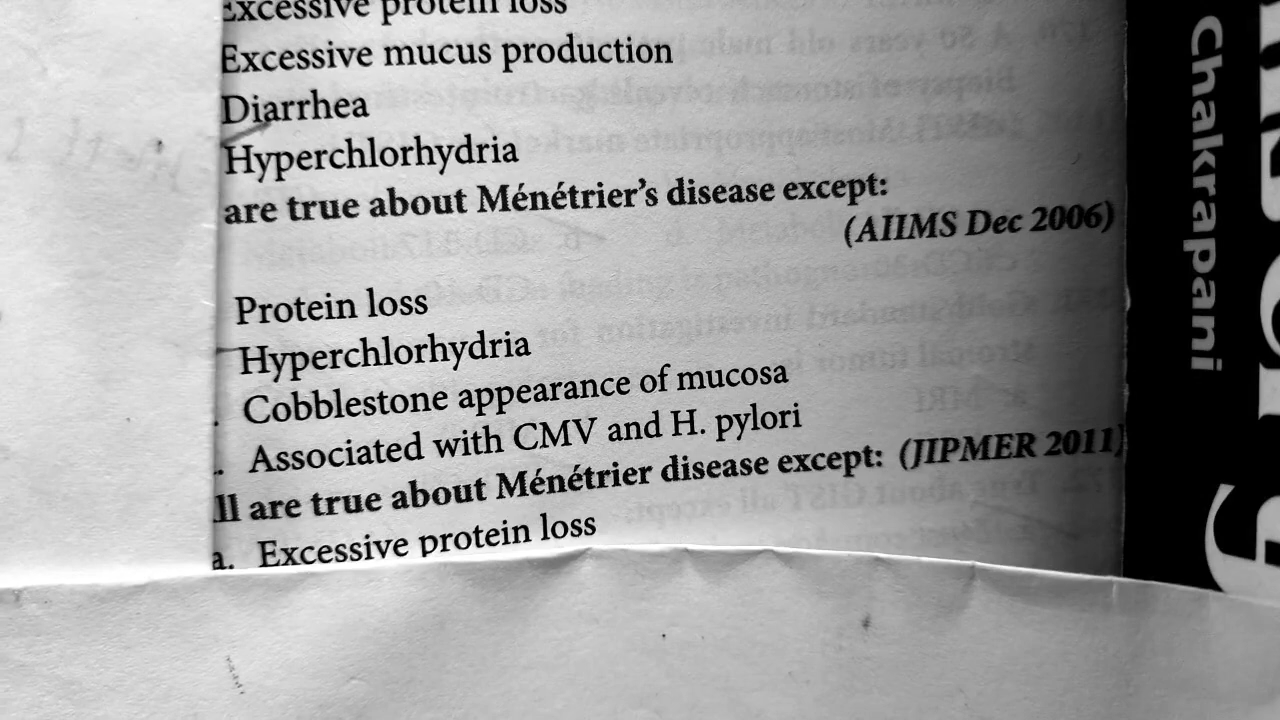 Excessive protein loss
Excessive mucus production
Diarrhea
Hyperchlorhydria
are true about Ménétrier's disease except:
(AIIMS Dec 2006)
Protein loss
Hyperchlorhydria
Cobblestone appearance of mucosa
Associated with CMV and H. pylori
ll are true about Ménétrier disease except: (JIPMER 2011)
a. Excessive protein loss
Chakrapani